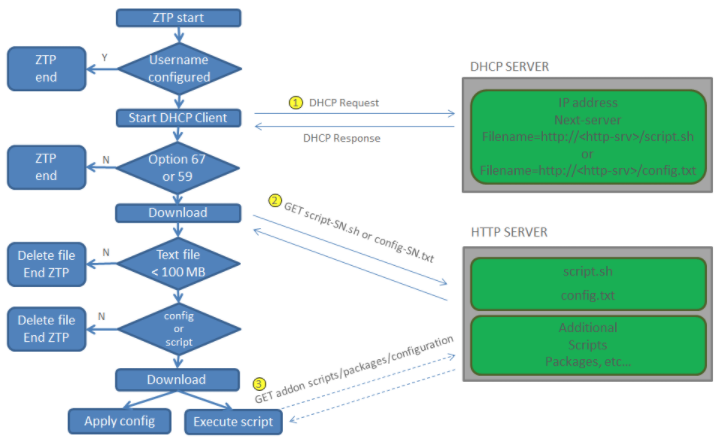 ZTP start
Y
ZTP
end
Username
configured
DHCP SERVER
1 DHCP Request
Start DHCP Client
DHCP Response
IP address
Next-server
Filename=http://<http-srv>/script.sh
or
Filename=http://<http-srv>/config.txt
ZTP
end
N
Option 67
or 59
2 GET script-SN.sh or config-SN.txt
Download
HTTP SERVER
Delete file
End ZTP
N
Text file
< 100 MB
script.sh
config.txt
Delete file
End ZTP
N
config
or
script
Additional
Scripts
Packages, etc...
3 GET addon scripts/packages/configuration
Download
Apply config
Execute script